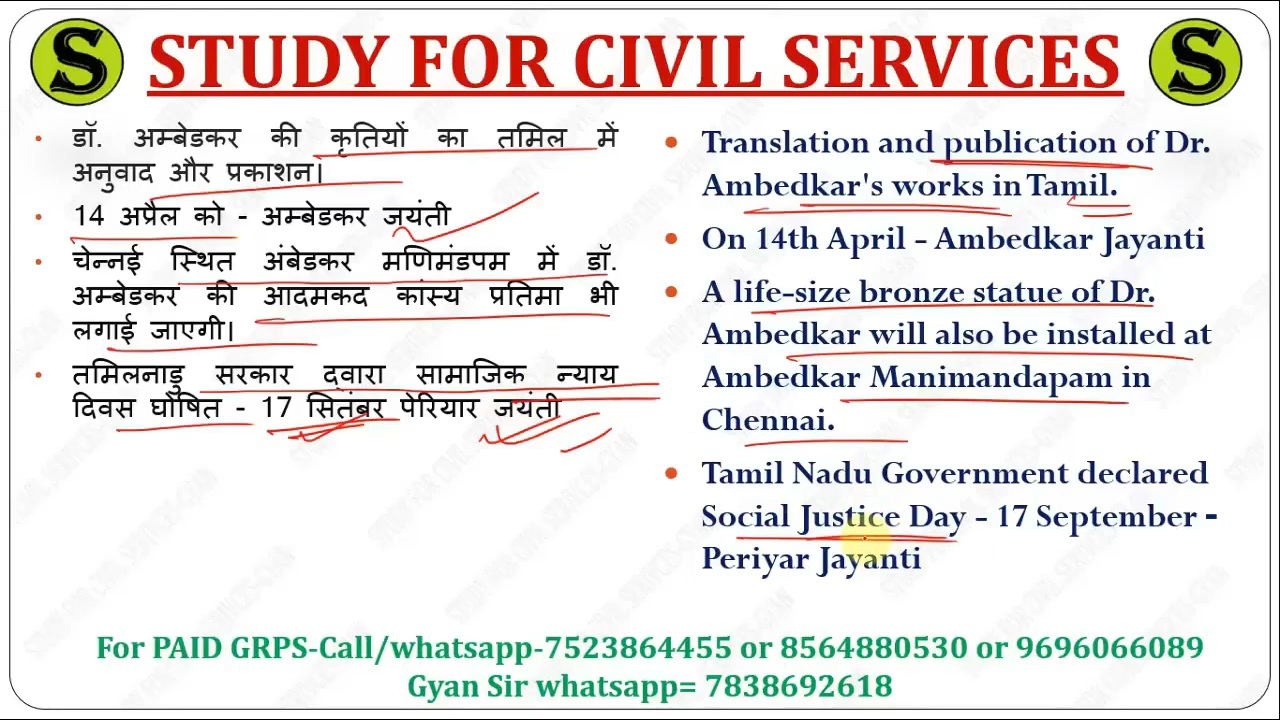 S STUDY FOR CIVIL SERVICES S
डॉ. अम्बेडकर की कृतियों का तमिल में
अनुवाद और प्रकाशन।
14 अप्रैल को - अम्बेडकर जयंती
चेन्नई स्थित अंबेडकर मणिमंडपम में डॉ.
अम्बेडकर की आदमकद कांस्य प्रतिमा भी
लगाई जाएगी।
तमिलनाडु सरकार द्वारा सामाजिक न्याय
दिवस घोषित - 17 सितंबर पेरियार जयंती
Translation and publication of Dr.
Ambedkar's works in Tamil.
On 14th April - Ambedkar Jayanti
A life-size bronze statue of Dr.
Ambedkar will also be installed at
Ambedkar Manimandapam in
Chennai.
Tamil Nadu Government declared
Social Justice Day - 17 September -
Periyar Jayanti
For PAID GRPS-Call/whatsapp-7523864455 or 8564880530 or 9696066089
Gyan Sir whatsapp= 7838692618